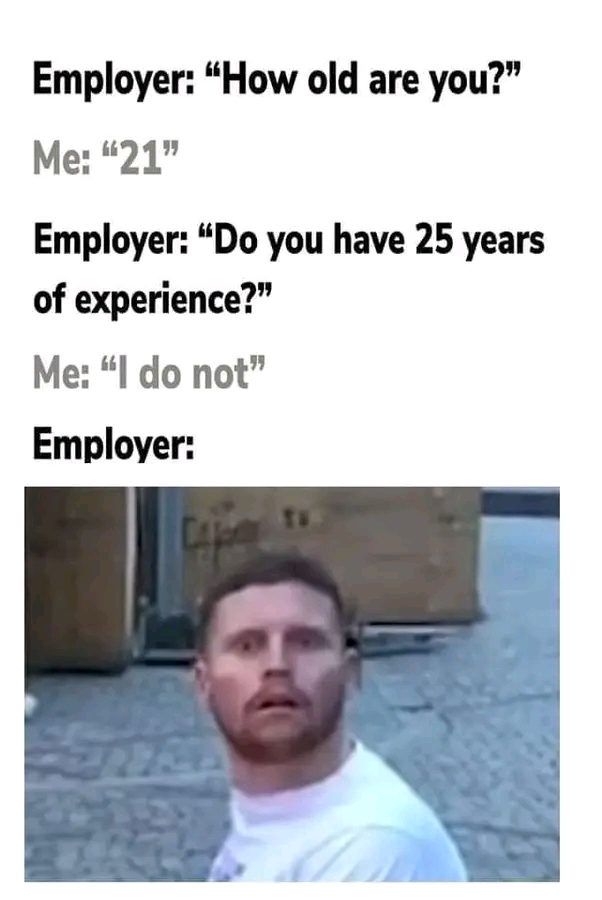 Employer: “How old are you?”
Me: “21”
Employer: “Do you have 25 years
of experience?”
Me: “I do not”
Employer: